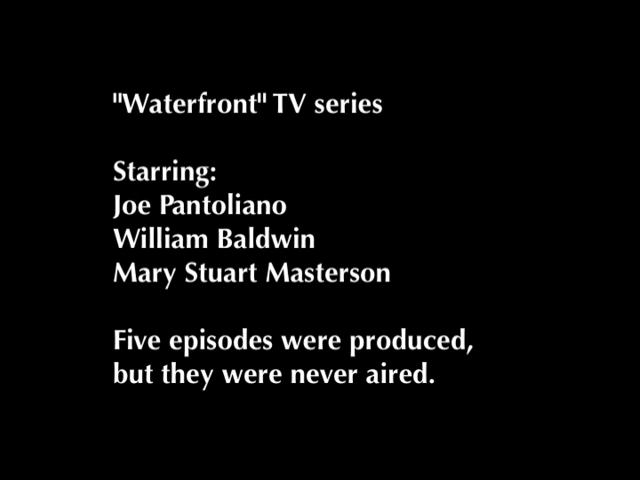 "Waterfront" TV series
Starring:
Joe Pantoliano
William Baldwin
Mary Stuart Masterson
Five episodes were produced,
but they were never aired.